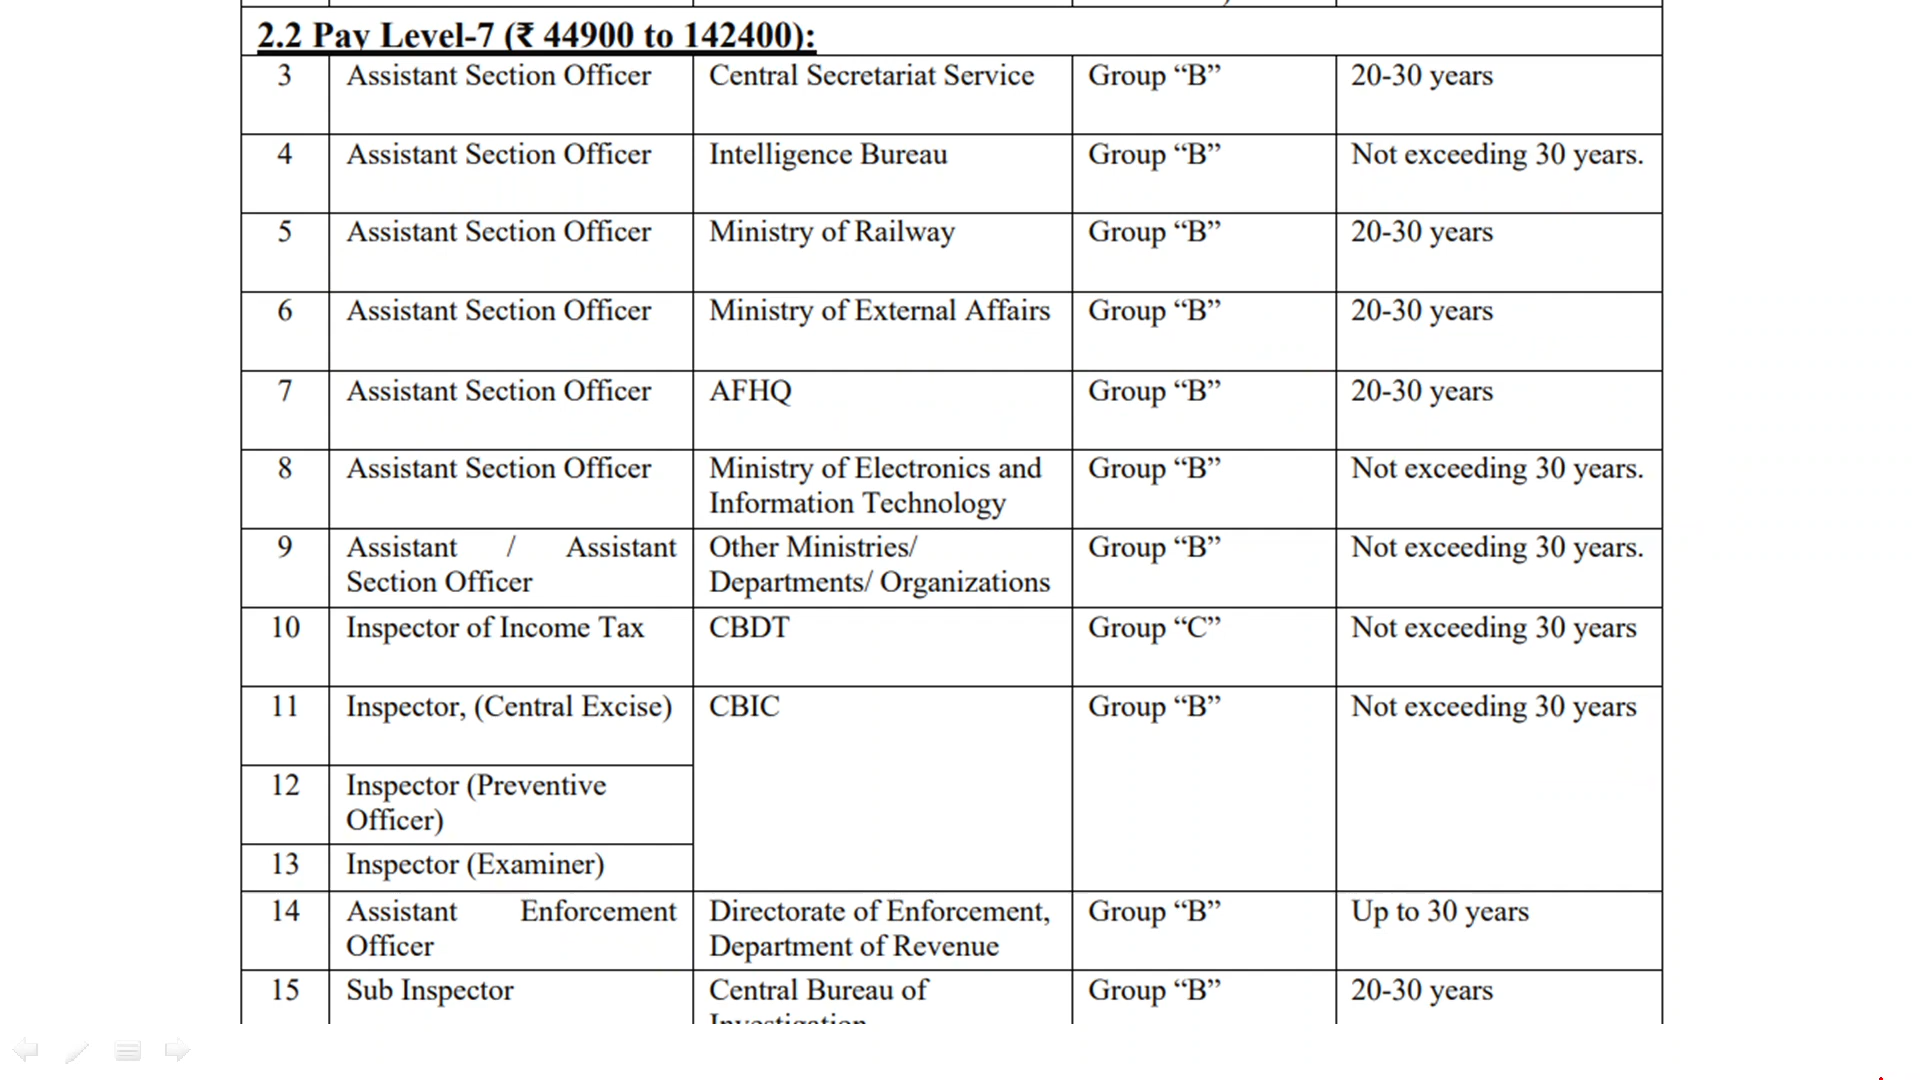 2.2 Pay Level-7 (₹ 44900 to 142400):
3 Assistant Section Officer Central Secretariat Service Group “B” 20-30 years
4 Assistant Section Officer Intelligence Bureau Group “B” Not exceeding 30 years.
5 Assistant Section Officer Ministry of Railway Group “B” 20-30 years
6 Assistant Section Officer Ministry of External Affairs Group “B” 20-30 years
7 Assistant Section Officer AFHQ Group “B” 20-30 years
8 Assistant Section Officer Ministry of Electronics and Group “B” Not exceeding 30 years.
Information Technology
9 Assistant / Assistant Other Ministries/ Group “B” Not exceeding 30 years.
Section Officer Departments/ Organizations
10 Inspector of Income Tax CBDT Group “C” Not exceeding 30 years
11 Inspector, (Central Excise) CBIC Group “B” Not exceeding 30 years
12 Inspector (Preventive
Officer)
13 Inspector (Examiner)
14 Assistant Enforcement Directorate of Enforcement, Group “B” Up to 30 years
Officer Department of Revenue
15 Sub Inspector Central Bureau of Group “B” 20-30 years